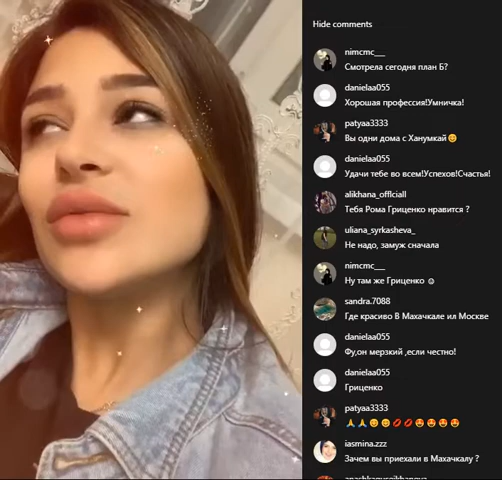 Hide comments
nimcmc___
Смотрела сегодня план Б?
danielaa055
Хорошая профессия!Умничка!
patyaa3333
Вы одни дома с Ханумкай😊
danielaa055
Удачи тебе во всем!Успехов!Счастья!
alikhana_offlciall
Тебя Рома Гриценко нравится ?
uliana_syrkasheva_
Не надо, замуж сначала
nimcmc___
Ну там же Гриценко ☺
sandra.7088
Где красиво В Махачкале ил Москве
danielaa055
Фу,он мерзкий ,если честно!
danielaa055
Гриценко
patyaa3333
🙏🙏😊😊💋💋😍😍😍😍
iasmina.zzz
Зачем вы приехали в Махачкалу ?